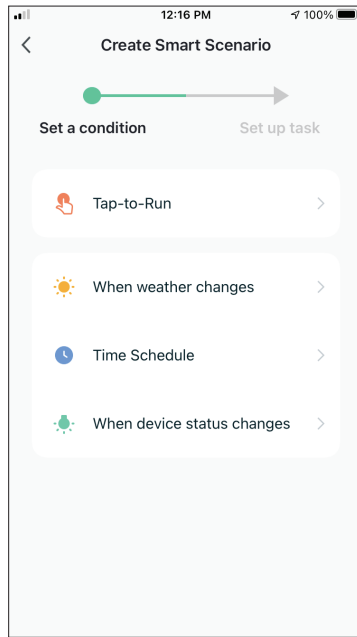 12:16 PM 100%
Create Smart Scenario
Set a condition Set up task
Tap-to-Run
When weather changes
Time Schedule
When device status changes